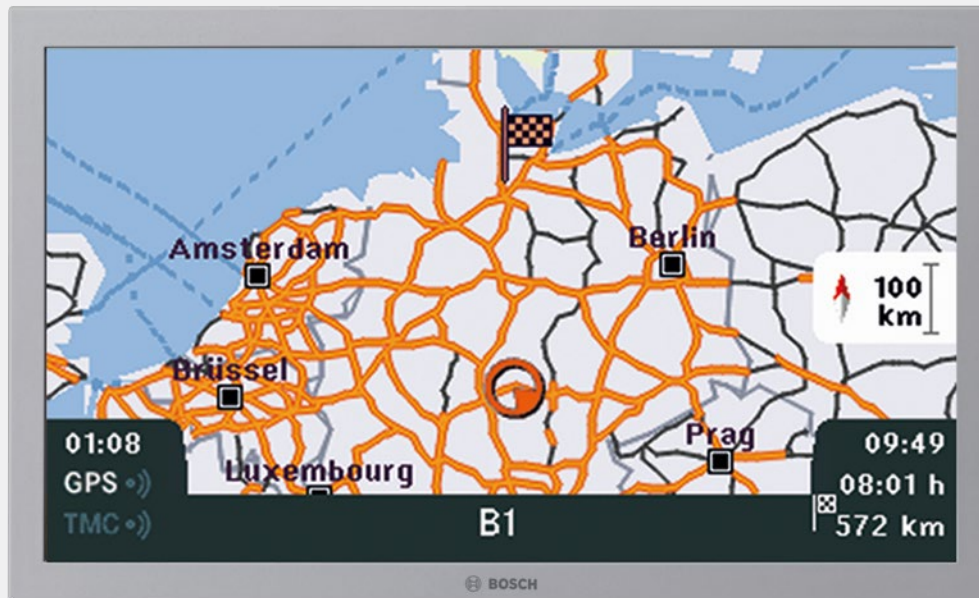 Amsterdam
Berlin
100
km
Brüssel
01:08
GPS
TMC
Luxembourg
Prag
09:49
08:01 h
572 km
B1
BOSCH